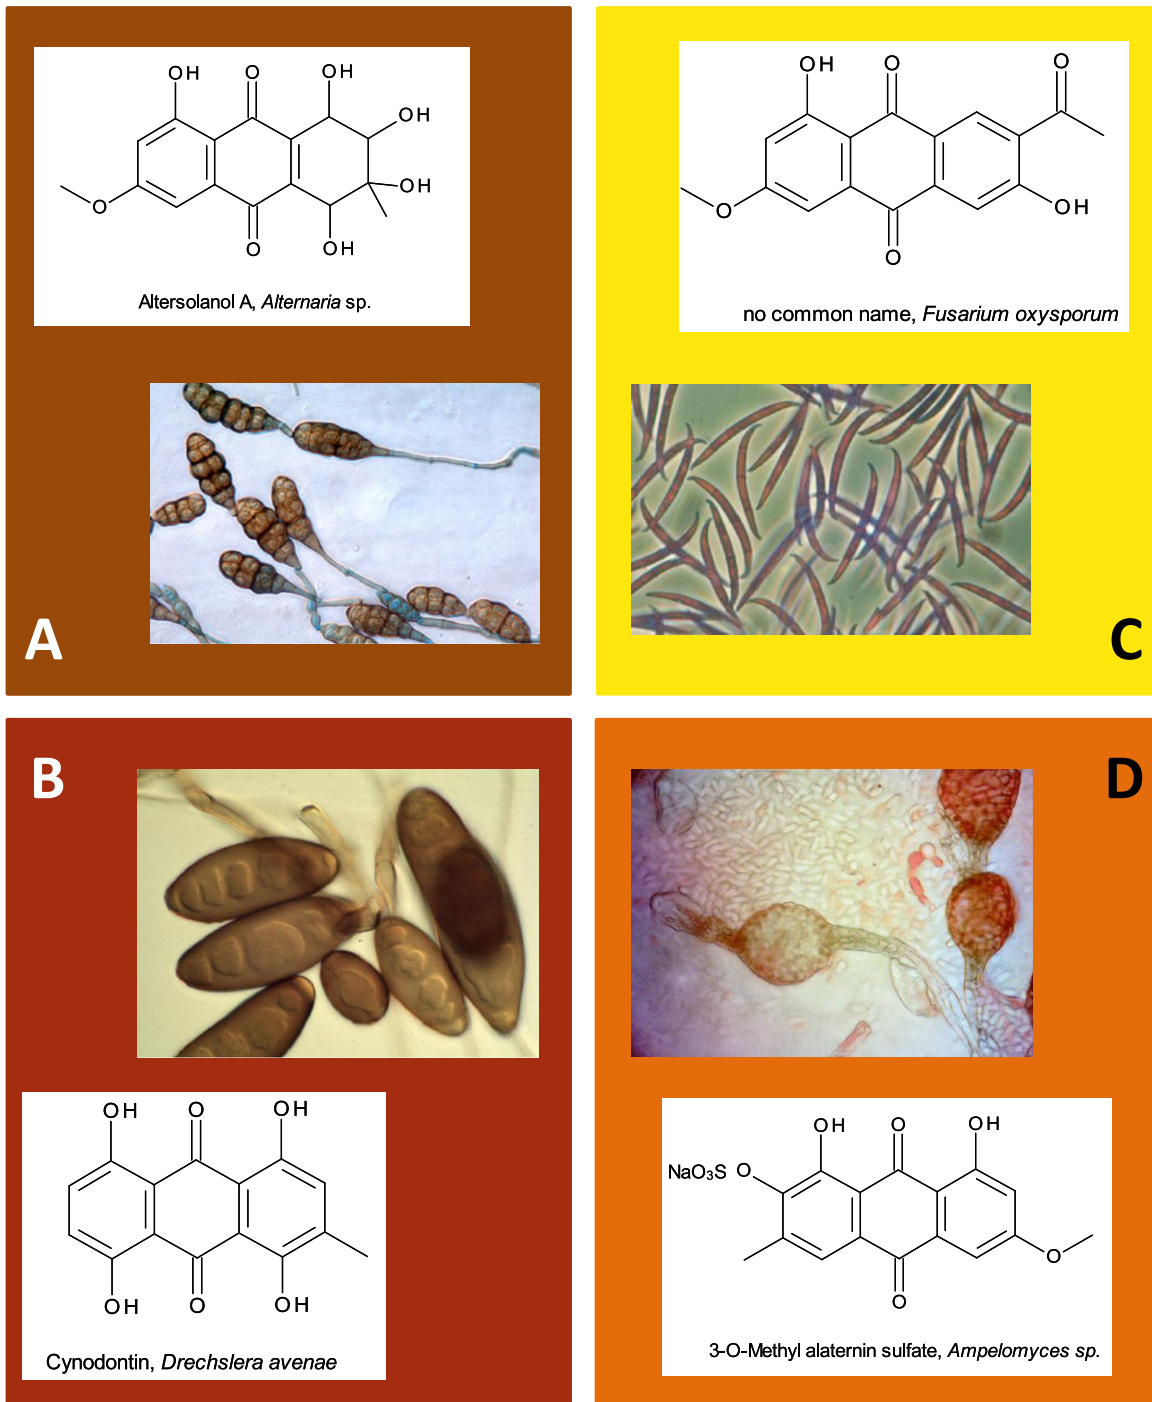 OH O OH
OH
OH
O
O OH
Altersolanol A, Alternaria sp.
A
OH O O
O OH
O
no common name, Fusarium oxysporum
C
B
OH O OH
OH O OH
Cynodontin, Drechslera avenae
D
OH O OH
NaO₃S O
O
O
3-O-Methyl alaternin sulfate, Ampelomyces sp.